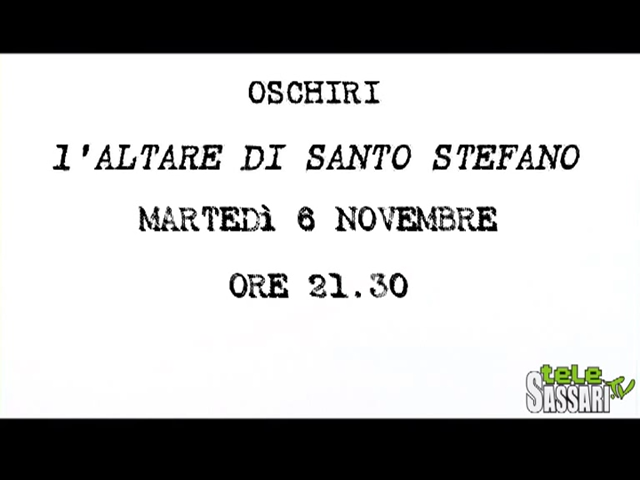 OSCHIRI
l'ALTARE DI SANTO STEFANO
MARTEDÌ 6 NOVEMBRE
ORE 21.30
teLe
SASSARI.TV